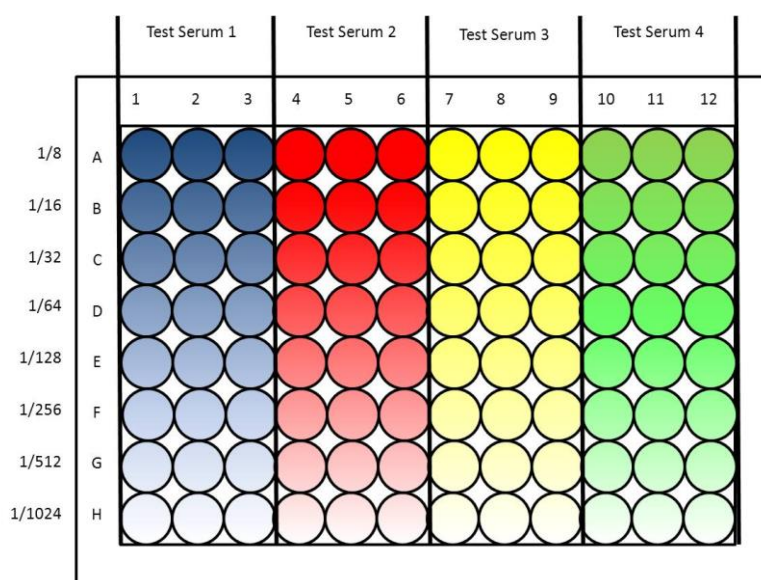 Test Serum 1 Test Serum 2 Test Serum 3 Test Serum 4
1 2 3 4 5 6 7 8 9 10 11 12
1/8 A
1/16 B
1/32 C
1/64 D
1/128 E
1/256 F
1/512 G
1/1024 H